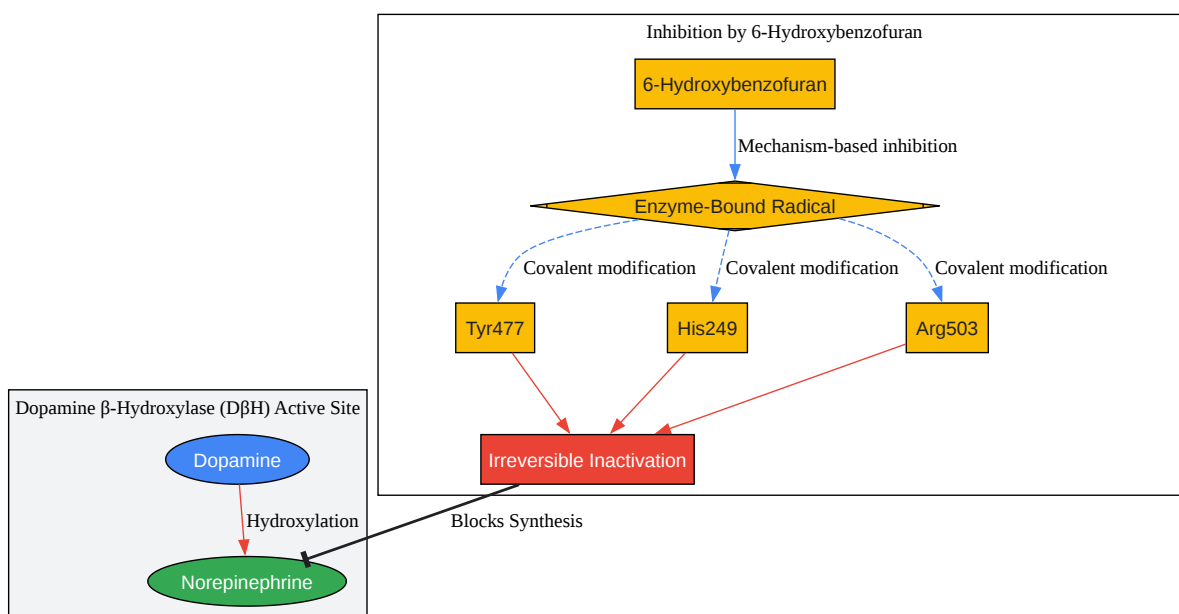 Inhibition by 6-Hydroxybenzofuran
6-Hydroxybenzofuran
Mechanism-based inhibition
Enzyme-Bound Radical
Covalent modification
Covalent modification
Covalent modification
Tyr477
His249
Arg503
Irreversible Inactivation
Dopamine β-Hydroxylase (DβH) Active Site
Dopamine
Hydroxylation
Blocks Synthesis
Norepinephrine